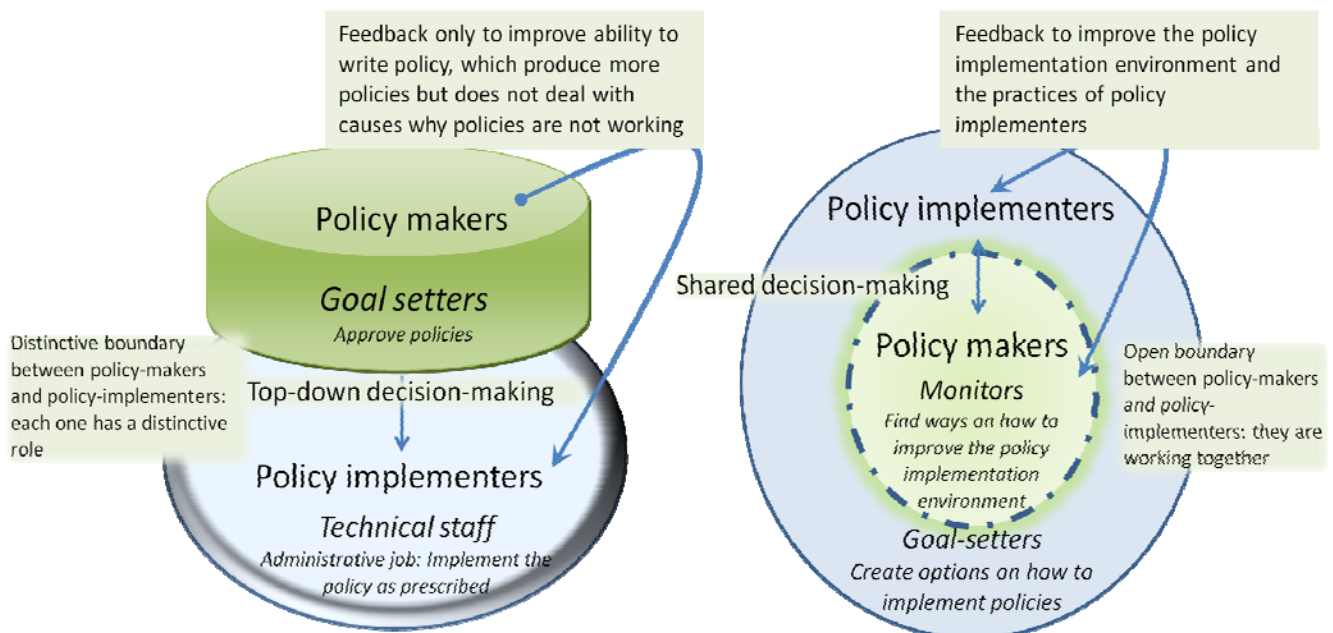 Feedback only to improve ability to
write policy, which produce more
policies but does not deal with
causes why policies are not working
Policy makers
Goal setters
Approve policies
Distinctive boundary
between policy-makers
and policy-implementers:
each one has a distinctive
role
Top-down decision-making
Policy implementers
Technical staff
Administrative job: Implement the
policy as prescribed
Feedback to improve the policy
implementation environment and
the practices of policy
implementers
Policy implementers
Shared decision-making
Policy makers
Monitors
Find ways on how to
improve the policy
implementation
environment
Open boundary
between policy-makers
and policy-
implementers: they are
working together
Goal-setters
Create options on how to
implement policies